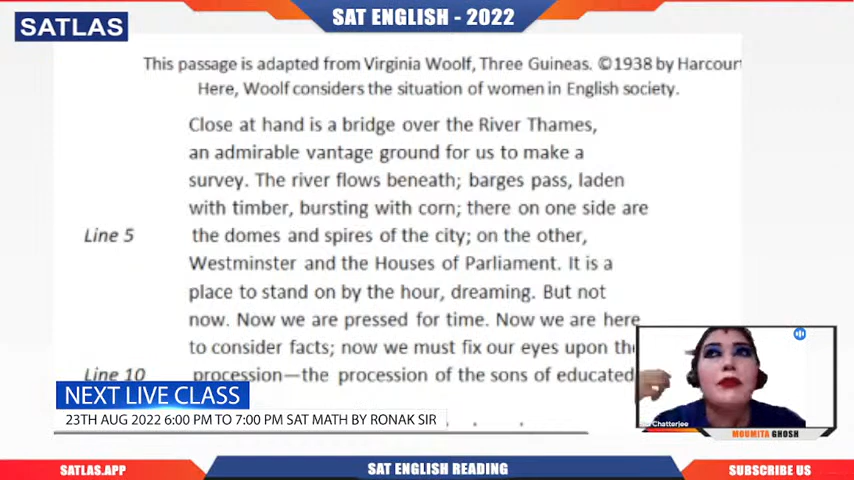 SATLAS
SAT ENGLISH - 2022
This passage is adapted from Virginia Woolf, Three Guineas. ©1938 by Harcourt
Here, Woolf considers the situation of women in English society.
Close at hand is a bridge over the River Thames,
an admirable vantage ground for us to make a
survey. The river flows beneath; barges pass, laden
with timber, bursting with corn; there on one side are
Line 5 the domes and spires of the city; on the other,
Westminster and the Houses of Parliament. It is a
place to stand on by the hour, dreaming. But not
now. Now we are pressed for time. Now we are here
to consider facts; now we must fix our eyes upon the
Line 10 procession—the procession of the sons of educated
NEXT LIVE CLASS
23TH AUG 2022 6:00 PM TO 7:00 PM SAT MATH BY RONAK SIR
Chatterjee
MOUMITA GHOSH
SATLAS.APP
SAT ENGLISH READING
SUBSCRIBE US